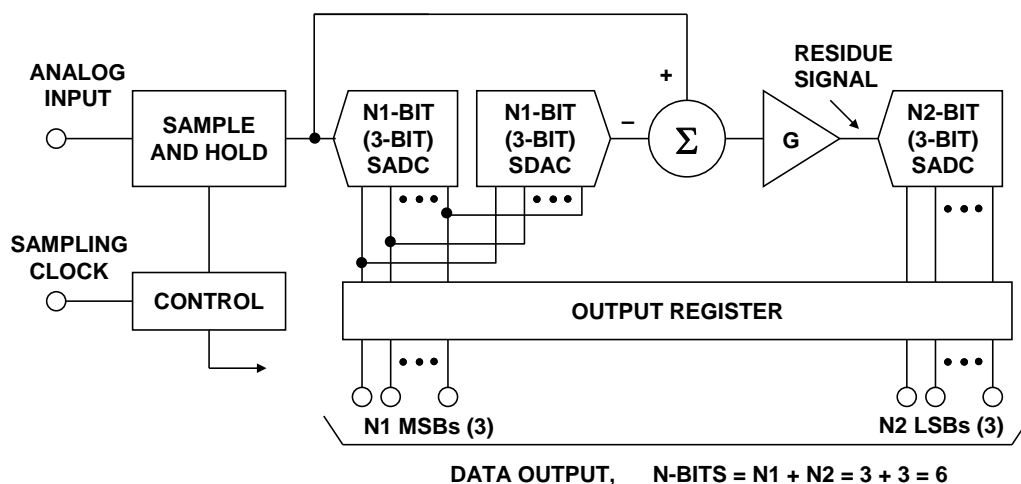 ANALOG
INPUT
SAMPLE
AND HOLD
N1-BIT
(3-BIT)
SADC
N1-BIT
(3-BIT)
SDAC
+
–
Σ
G
RESIDUE
SIGNAL
N2-BIT
(3-BIT)
SADC
SAMPLING
CLOCK
CONTROL
OUTPUT REGISTER
N1 MSBs (3)
N2 LSBs (3)
DATA OUTPUT, N-BITS = N1 + N2 = 3 + 3 = 6